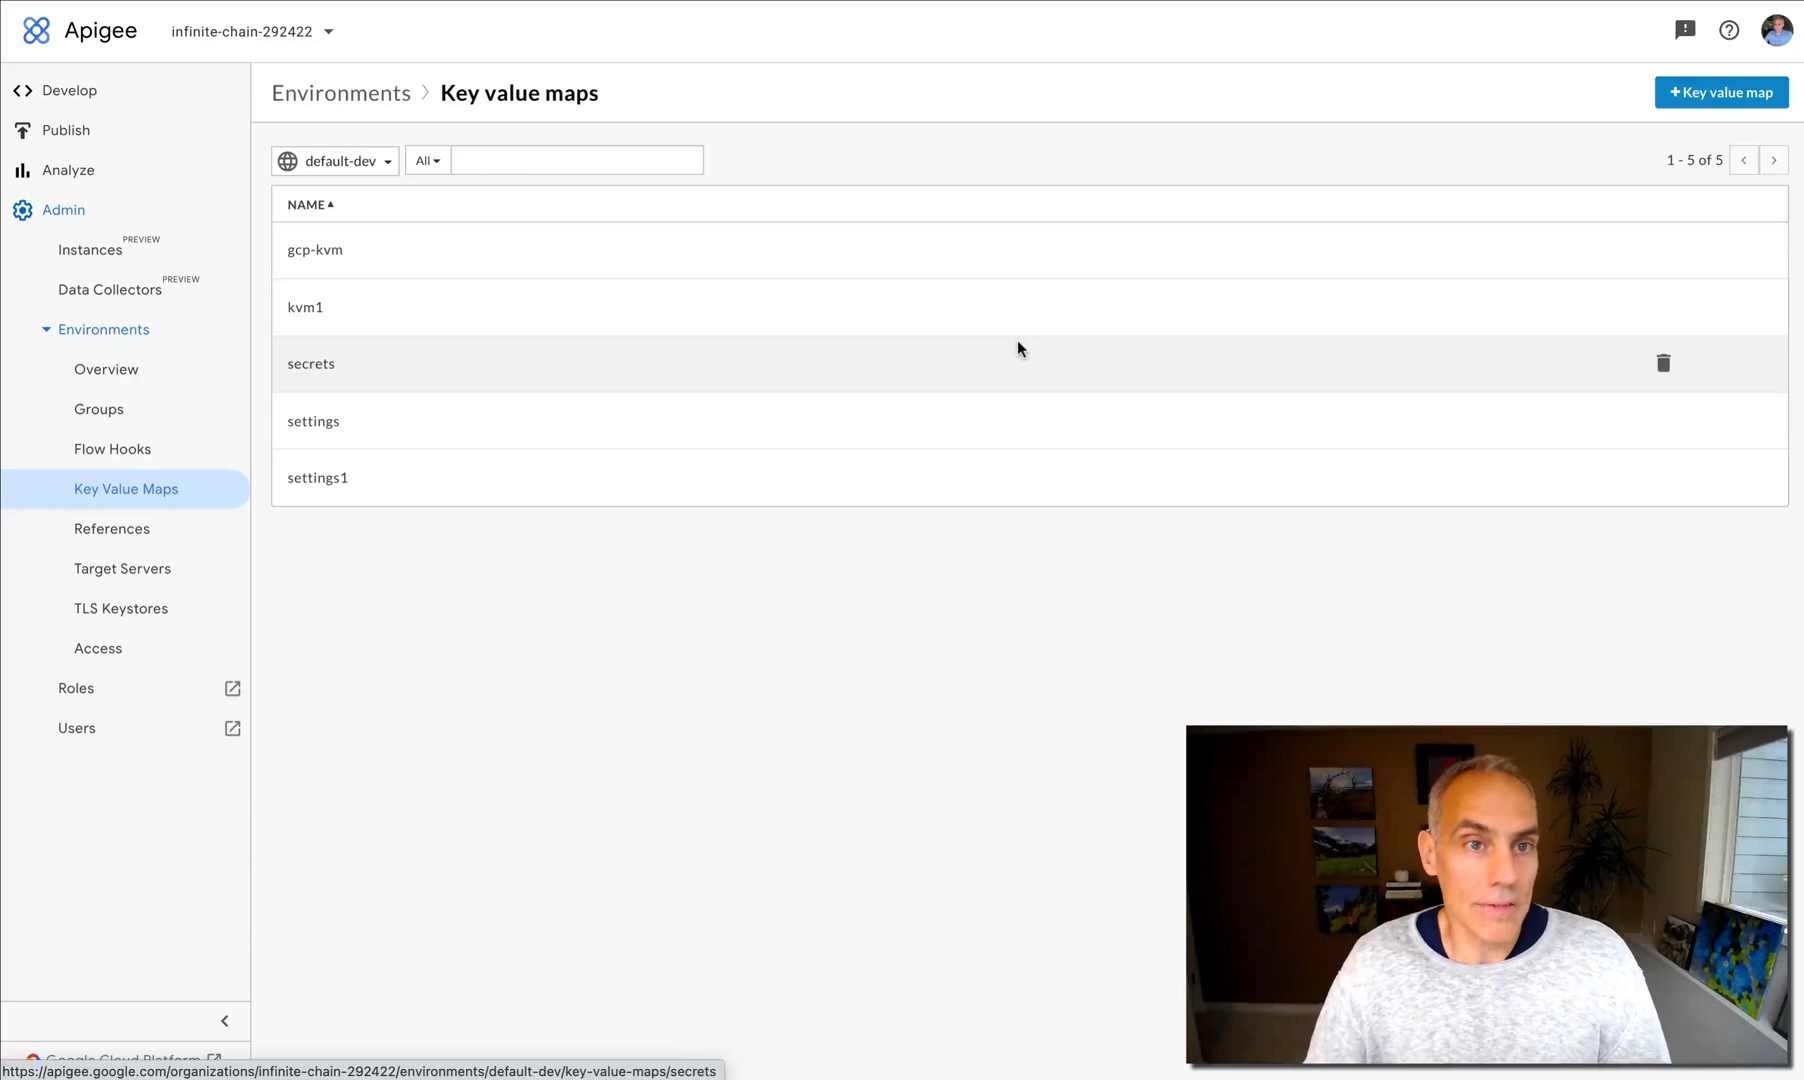 Apigee
infinite-chain-292422
Develop
Publish
Analyze
Admin
Instances PREVIEW
Data Collectors PREVIEW
Environments
Overview
Groups
Flow Hooks
Key Value Maps
References
Target Servers
TLS Keystores
Access
Roles
Users
Google Cloud Platform
Environments > Key value maps
+ Key value map
default-dev
All
1 - 5 of 5
NAME
gcp-kvm
kvm1
secrets
settings
settings1
https://apigee.google.com/organizations/infinite-chain-292422/environments/default-dev/key-value-maps/secrets